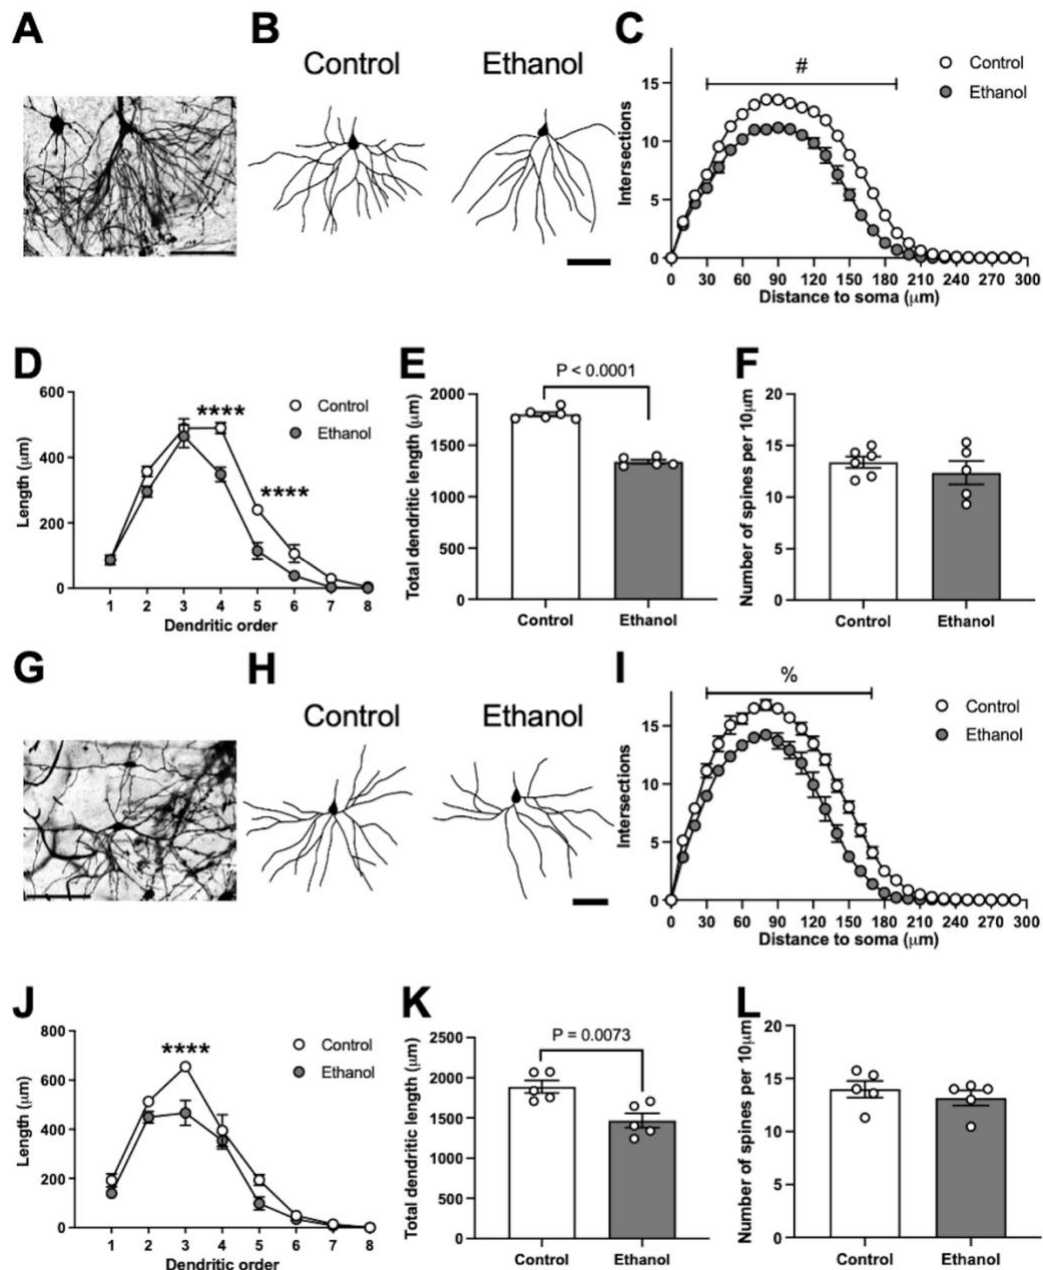 A
B
Control
Ethanol
C
#
Control
Ethanol
Intersections
15
10
5
0
0 30 60 90 120 150 180 210 240 270 300
Distance to soma (μm)
D
****
****
Control
Ethanol
Length (μm)
600
400
200
0
1 2 3 4 5 6 7 8
Dendritic order
E
P < 0.0001
Total dendritic length (μm)
2000
1500
1000
500
0
Control Ethanol
F
Number of spines per 10μm
20
15
10
5
0
Control Ethanol
G
H
Control
Ethanol
I
%
Control
Ethanol
Intersections
15
10
5
0
0 30 60 90 120 150 180 210 240 270 300
Distance to soma (μm)
J
****
Control
Ethanol
Length (μm)
800
600
400
200
0
1 2 3 4 5 6 7 8
Dendritic order
K
P = 0.0073
Total dendritic length (μm)
2500
2000
1500
1000
500
0
Control Ethanol
L
Number of spines per 10μm
20
15
10
5
0
Control Ethanol